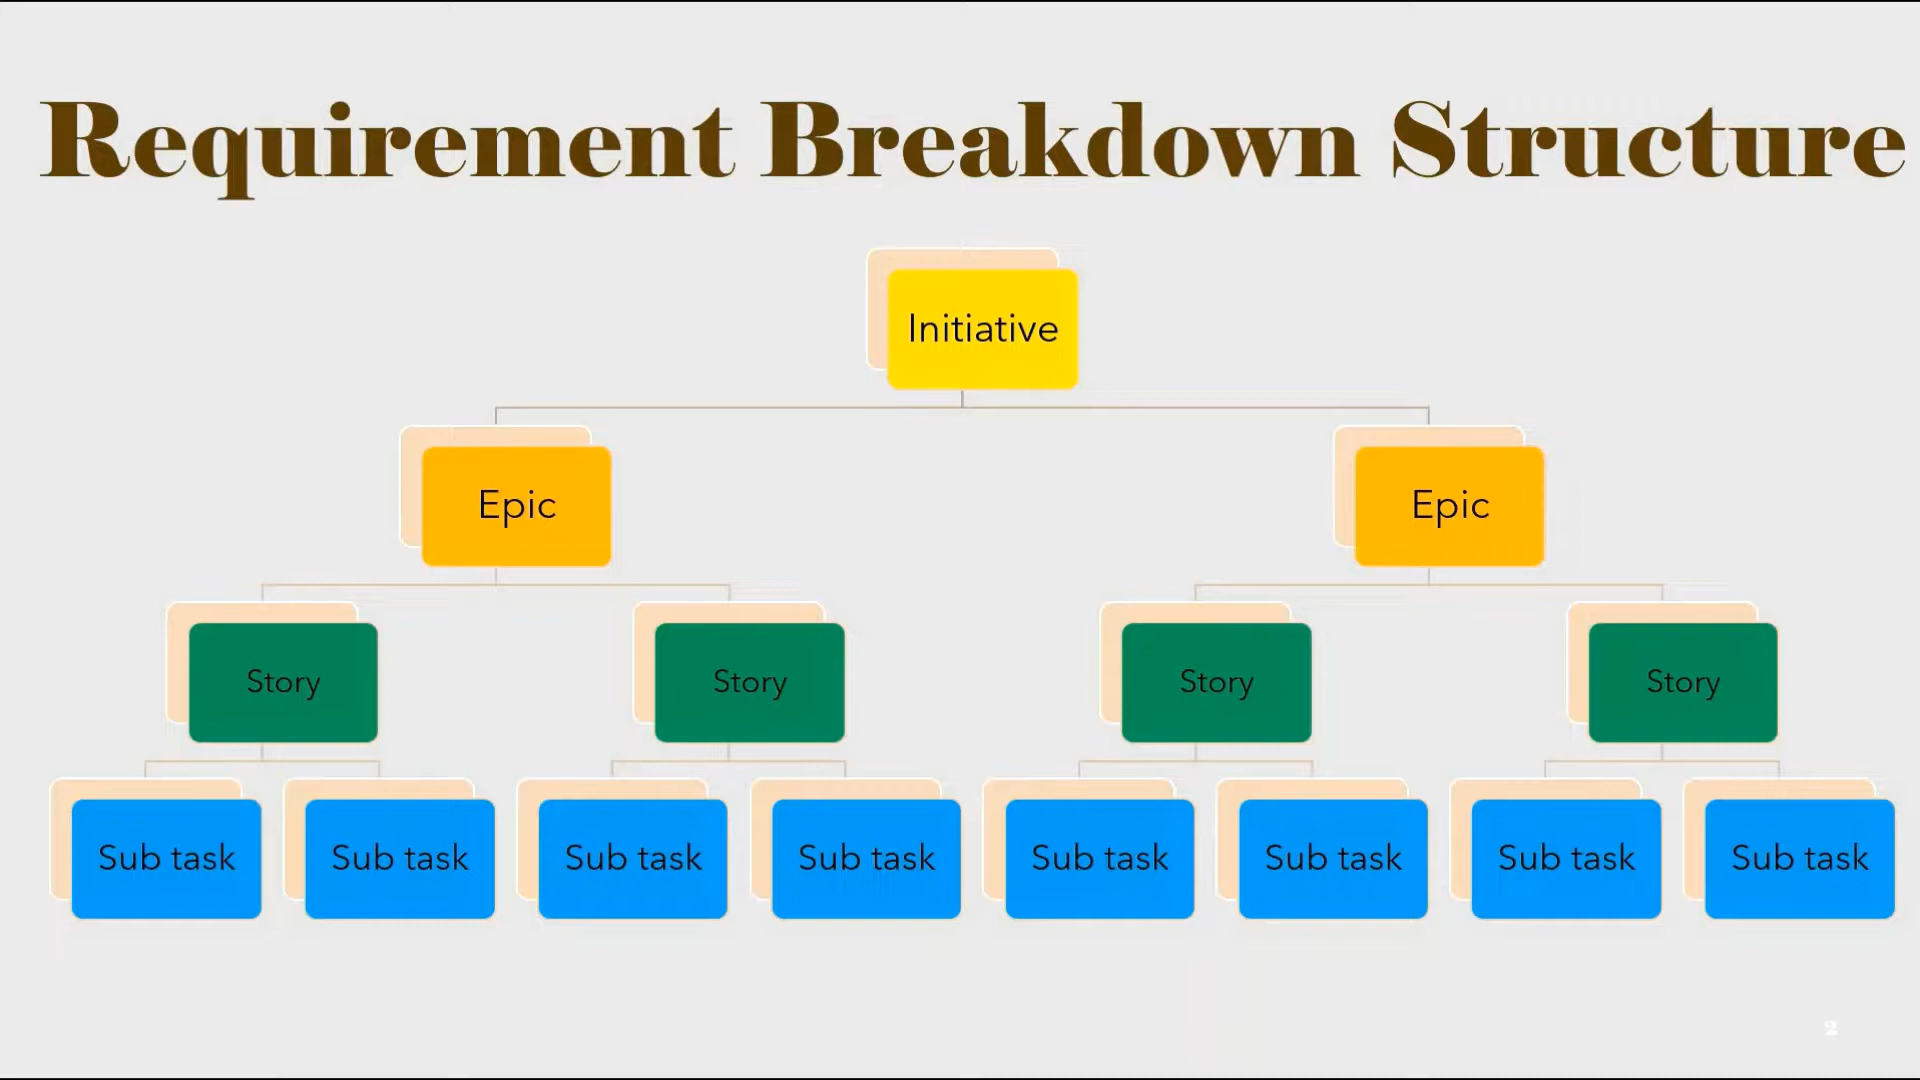 Requirement Breakdown Structure
Initiative
Epic
Epic
Story
Story
Story
Story
Sub task
Sub task
Sub task
Sub task
Sub task
Sub task
Sub task
Sub task
2